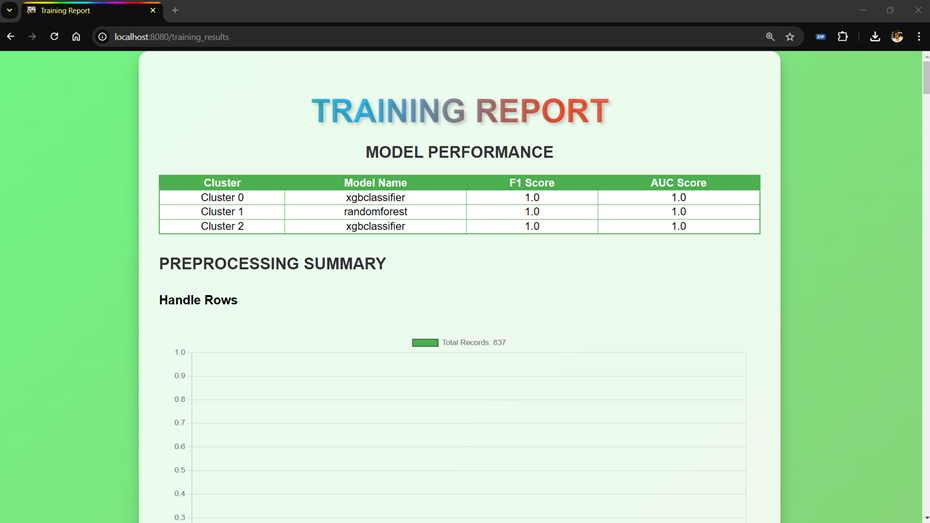 Training Report
localhost:8080/training_results
ZIP
TRAINING REPORT
MODEL PERFORMANCE
Cluster Model Name F1 Score AUC Score
Cluster 0 xgbclassifier 1.0 1.0
Cluster 1 randomforest 1.0 1.0
Cluster 2 xgbclassifier 1.0 1.0
PREPROCESSING SUMMARY
Handle Rows
Total Records: 837
1.0
0.9
0.8
0.7
0.6
0.5
0.4
0.3